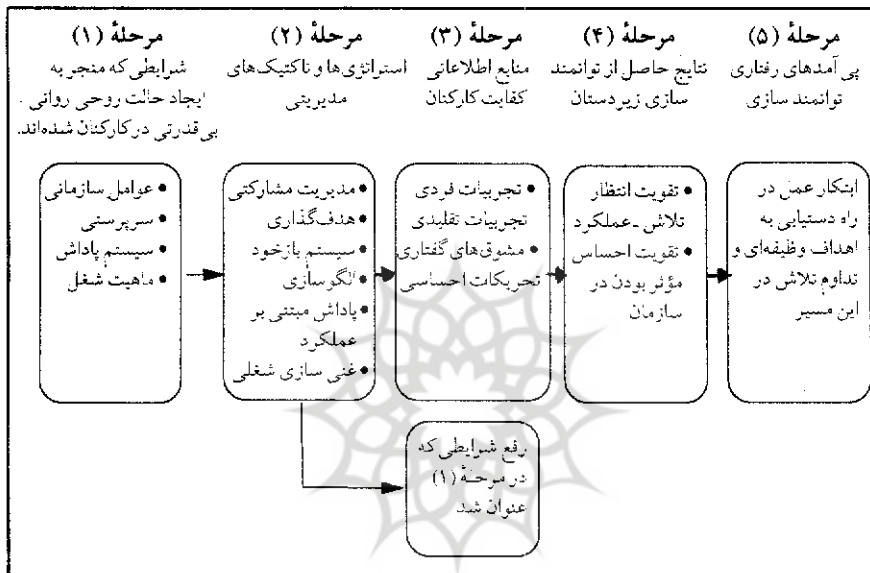 مرحلهٔ (۱)
شرایطی که منجر به
ایجاد حالت روحی روانی
بی‌قدرتی در کارکنان شده‌اند.
مرحلهٔ (۲)
استراتژی‌ها و تاکتیک‌های
مدیریتی
مرحلهٔ (۳)
منابع اطلاعاتی
کفایت کارکنان
مرحلهٔ (۴)
نتایج حاصل از توانمند
سازی زیردستان
مرحلهٔ (۵)
پی‌آمدهای رفتاری
توانمند سازی
• عوامل سازمانی
• سرپرستی
• سیستم پاداش
• ماهیت شغل
• مدیریت مشارکتی
• هدف‌گذاری
• سیستم بازخود
• الگوسازی
• پاداش مبتنی بر
عملکرد
• غنی سازی شغلی
• تجربیات فردی
تجربیات تقلیدی
• مشوق‌های گفتاری
تحریکات احساسی
• تقویت انتظار
تلاش - عملکرد
• تقویت احساس
مؤثر بودن در
سازمان
ابتکار عمل در
راه دستیابی به
اهداف وظیفه‌ای و
تداوم تلاش در
این مسیر
رفع شرایطی که
در مرحلهٔ (۱)
عنوان شد